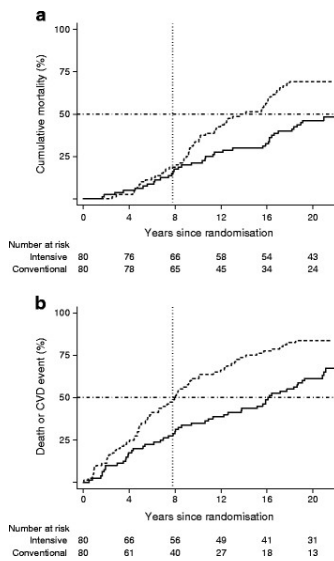 a
100
75
50
25
Cumulative mortality (%)
0 4 8 12 16 20
Years since randomisation
Number at risk
Intensive 80 76 66 58 54 43
Conventional 80 78 65 45 34 24
b
100
75
50
25
0
Death or CVD event (%)
0 4 8 12 16 20
Years since randomisation
Number at risk
Intensive 80 66 56 49 41 31
Conventional 80 61 40 27 18 13